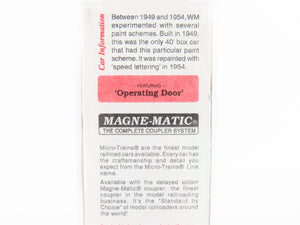 Car Information
Between 1949 and 1954, WM
experimented with several
paint schemes. Built in 1949,
this was the only 40' box car
that had this particular paint
scheme. It was repainted with
'speed lettering' in 1954.
– FEATURING –
'Operating Door'
MAGNE-MATIC®
THE COMPLETE COUPLER SYSTEM
Micro-Trains® are the finest model
railroad cars available. Every car has
the craftsmanship and detail you
expect from the Micro-Trains® Line
name.
Available with the delayed action
Magne-Matic® coupler, the finest
coupler in the model railroading
business. It's the "Standard by
Choice" of model railroaders around
the world!